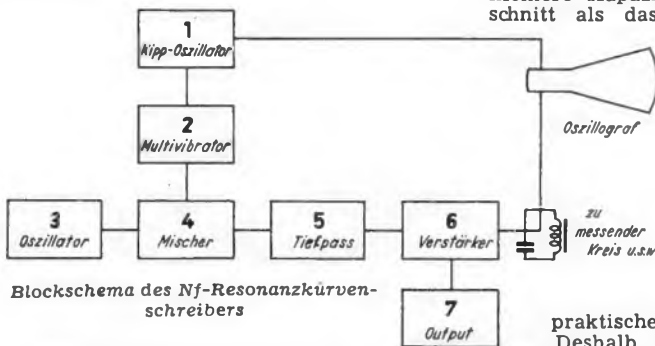 schnitt als das
1
Kipp-Oszillator
Oszillograf
2
Multivibrator
3
Oszillator
4
Mischer
5
Tiefpass
6
Verstärker
zu
messender
Kreis u.s.w
7
Output
Blockschema des Nf-Resonanzkurven-
schreibers
praktische
Deshalb